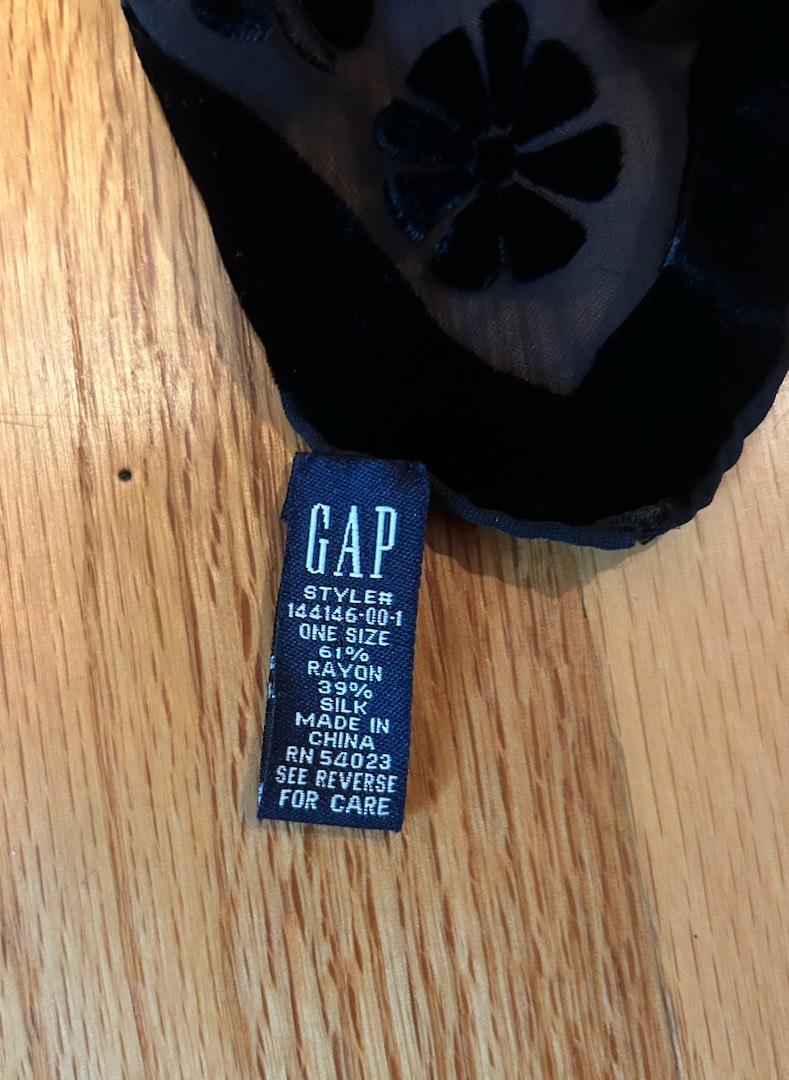 GAP
STYLE#
144146-00-1
ONE SIZE
61%
RAYON
39%
SILK
MADE IN
CHINA
RN 54023
SEE REVERSE
FOR CARE